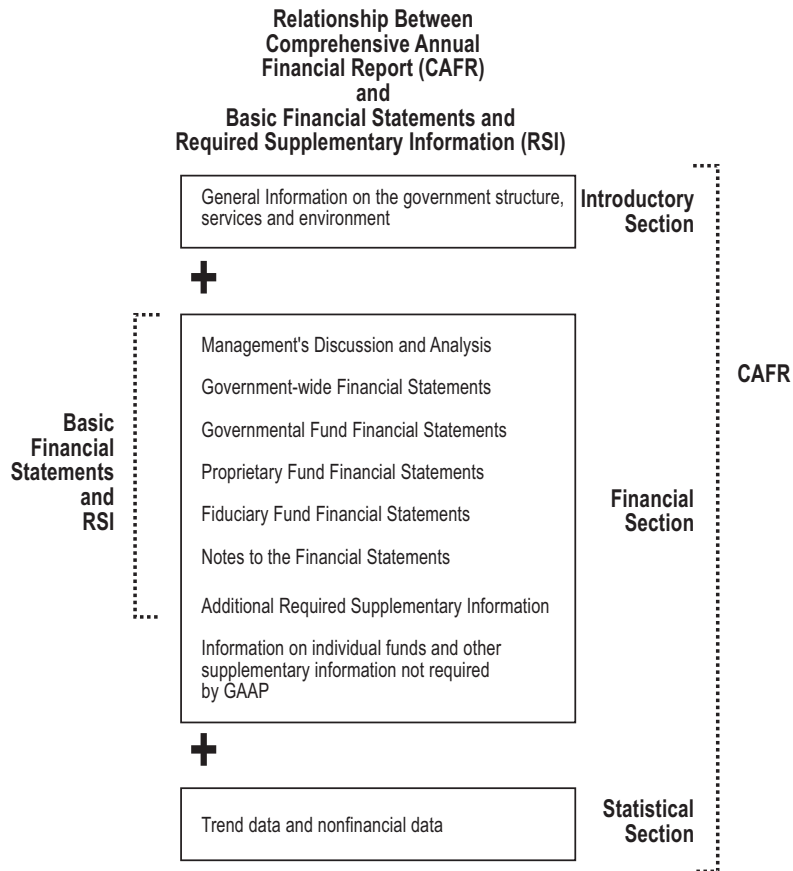 Relationship Between
Comprehensive Annual
Financial Report (CAFR)
and
Basic Financial Statements and
Required Supplementary Information (RSI)
General Information on the government structure,
services and environment
Introductory
Section
+
Management's Discussion and Analysis
Government-wide Financial Statements
Governmental Fund Financial Statements
Proprietary Fund Financial Statements
Fiduciary Fund Financial Statements
Notes to the Financial Statements
Additional Required Supplementary Information
Information on individual funds and other
supplementary information not required
by GAAP
Basic
Financial
Statements
and
RSI
Financial
Section
CAFR
+
Trend data and nonfinancial data
Statistical
Section